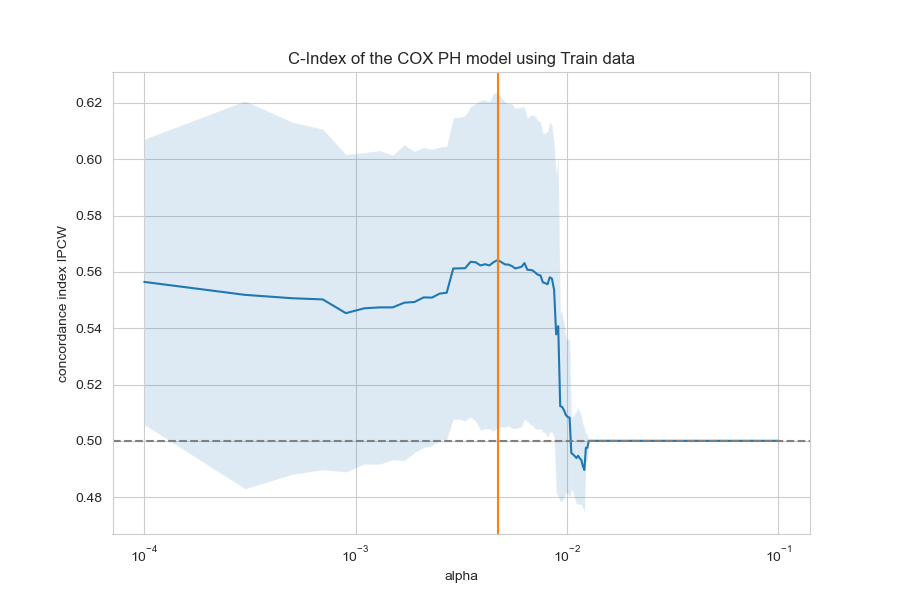 C-Index of the COX PH model using Train data
concordance index IPCW
0.62
0.60
0.58
0.56
0.54
0.52
0.50
0.48
10⁻⁴ 10⁻³ 10⁻² 10⁻¹
alpha